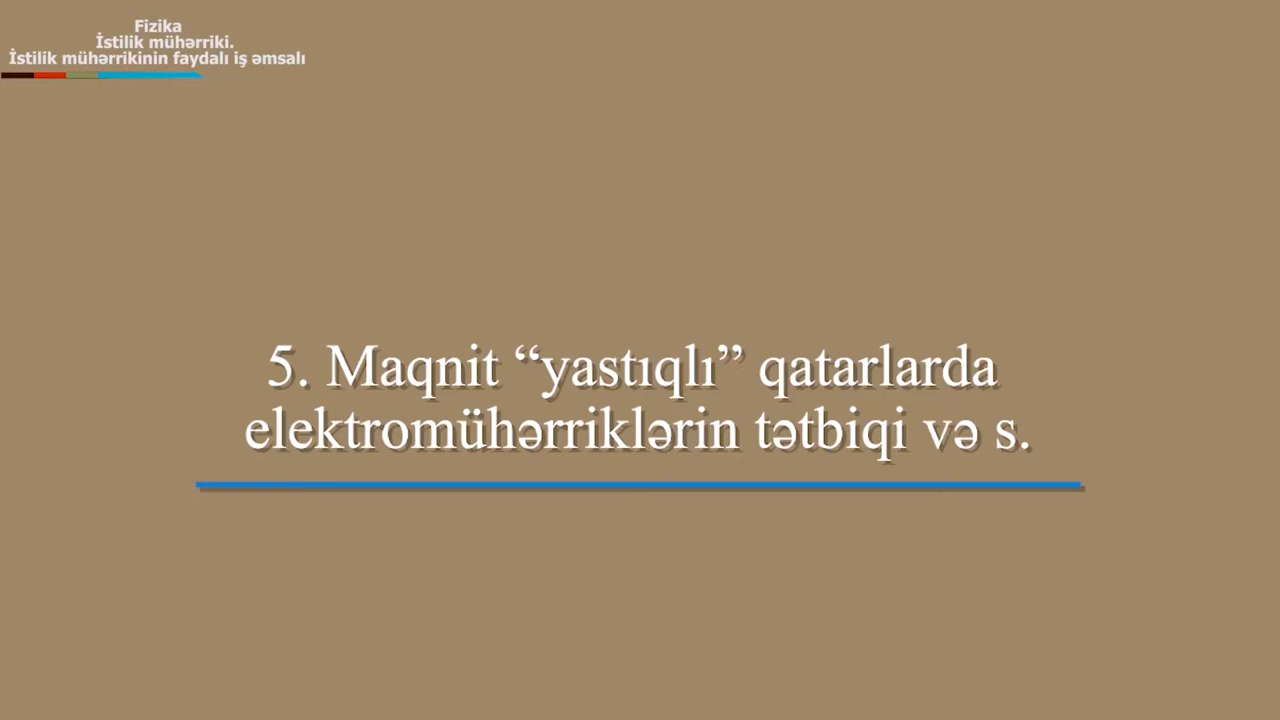 Fizika
İstilik mühərriki.
İstilik mühərrikinin faydalı iş əmsalı
5. Maqnit “yastıqlı” qatarlarda
elektromühərriklərin tətbiqi və s.